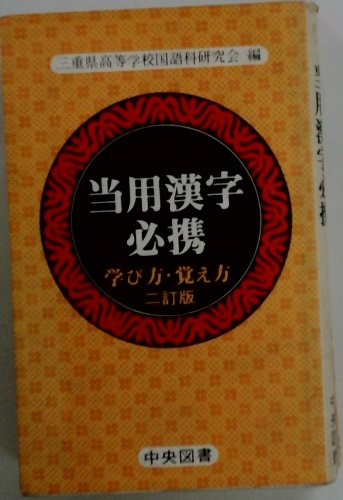 三重県高等学校国語科研究会 編
当用漢字
必携
学び方・覚え方
二訂版
中央図書
当用漢字必携